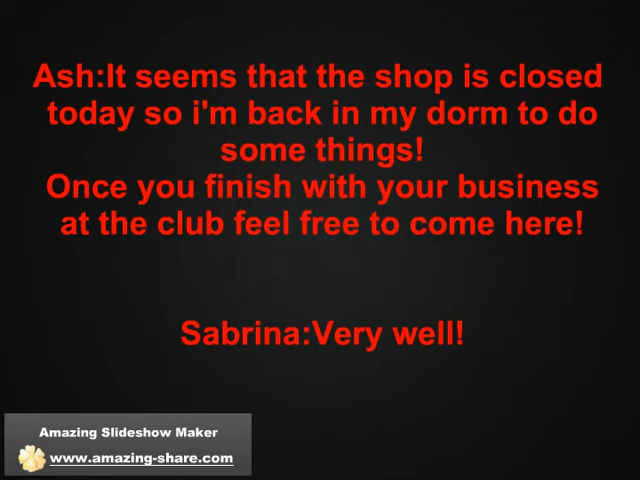 Ash:It seems that the shop is closed
today so i'm back in my dorm to do
some things!
Once you finish with your business
at the club feel free to come here!
Sabrina:Very well!
Amazing Slideshow Maker
www.amazing-share.com